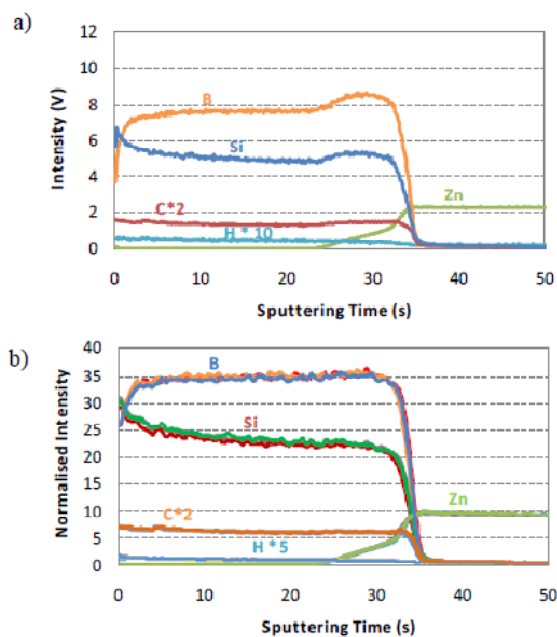 a)
12
10
8
6
4
2
0
Intensity (V)
B
Si
C*2
H * 10
Zn
0 10 20 30 40 50
Sputtering Time (s)
b)
40
35
30
25
20
15
10
5
0
Normalised Intensity
B
Si
C*2
H *5
Zn
0 10 20 30 40 50
Sputtering Time (s)